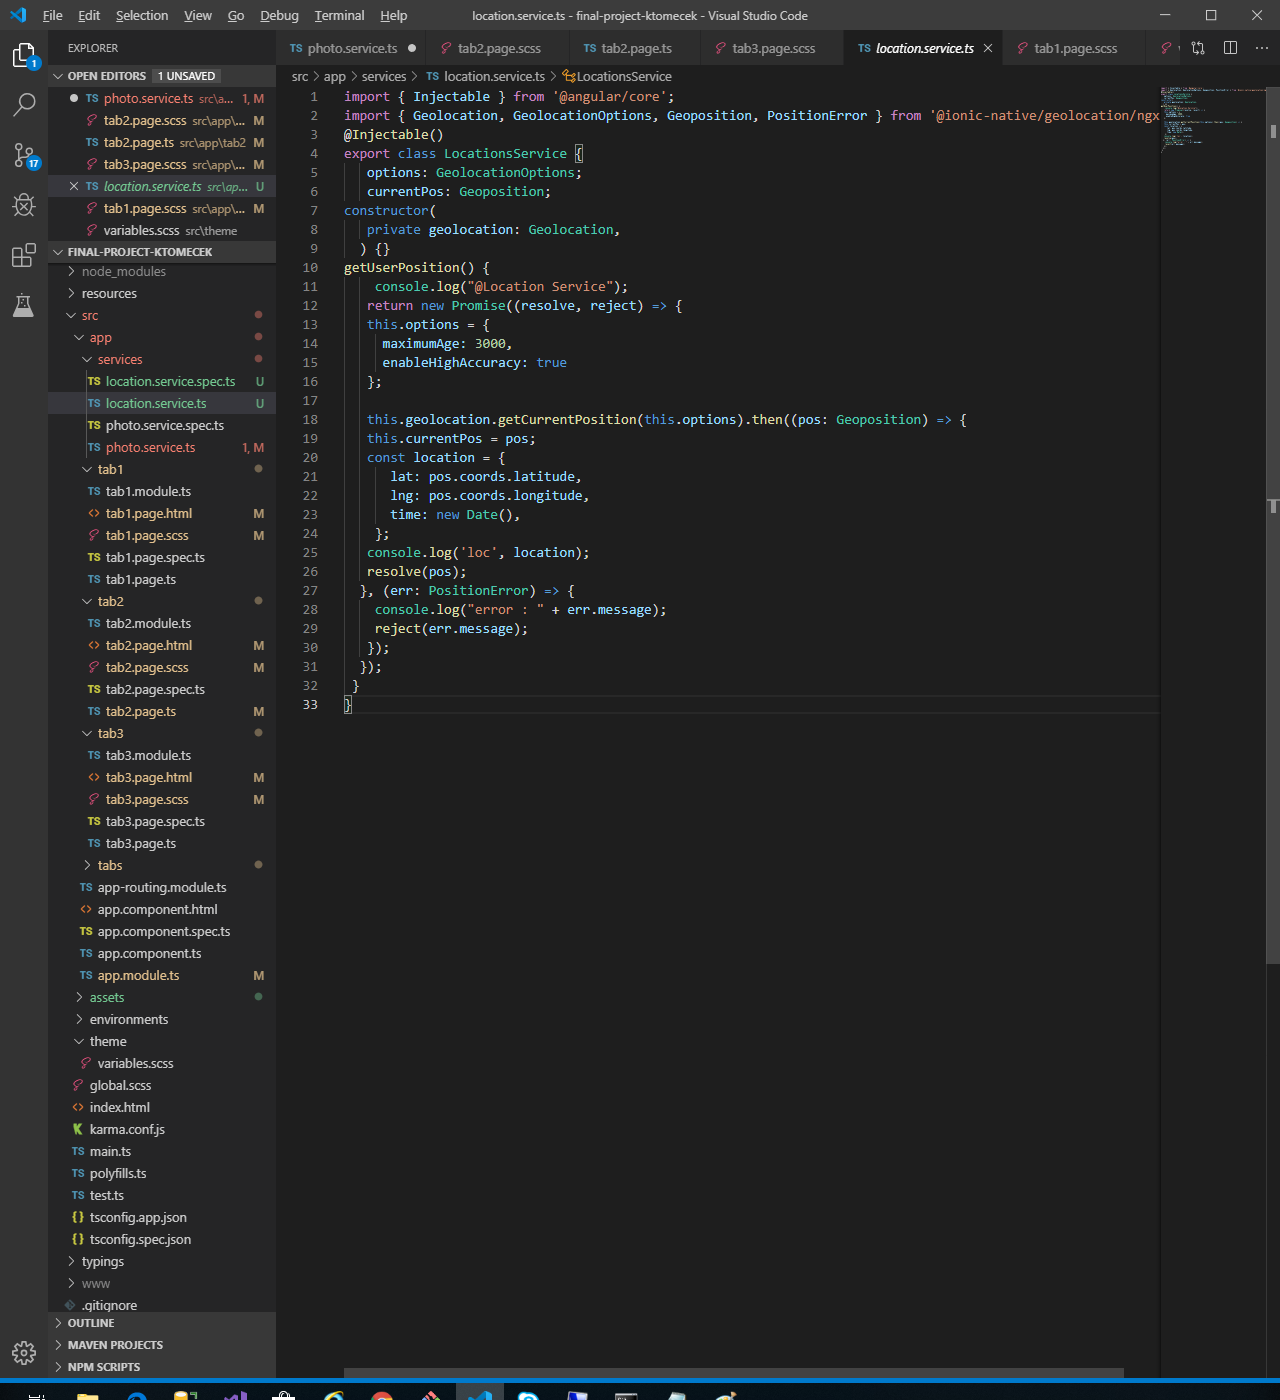 File Edit Selection View Go Debug Terminal Help location.service.ts - final-project-ktomecek - Visual Studio Code
EXPLORER
photo.service.ts tab2.page.scss tab2.page.ts tab3.page.scss location.service.ts tab1.page.scss
OPEN EDITORS 1 UNSAVED
src > app > services > TS location.service.ts > LocationsService
TS photo.service.ts src\a... 1, M
tab2.page.scss src\app\... M
TS tab2.page.ts src\app\tab2 M
tab3.page.scss src\app\... M
TS location.service.ts src\ap... U
tab1.page.scss src\app\... M
variables.scss src\theme
FINAL-PROJECT-KTOMECEK
node_modules
resources
src
app
services
TS location.service.spec.ts U
TS location.service.ts U
TS photo.service.spec.ts
TS photo.service.ts 1, M
tab1
TS tab1.module.ts
<> tab1.page.html M
tab1.page.scss M
TS tab1.page.spec.ts
TS tab1.page.ts
tab2
TS tab2.module.ts
<> tab2.page.html M
tab2.page.scss M
TS tab2.page.spec.ts
TS tab2.page.ts M
tab3
TS tab3.module.ts
<> tab3.page.html M
tab3.page.scss M
TS tab3.page.spec.ts
TS tab3.page.ts
tabs
TS app-routing.module.ts
<> app.component.html
TS app.component.spec.ts
TS app.component.ts
TS app.module.ts M
assets
environments
theme
variables.scss
global.scss
<> index.html
K karma.conf.js
TS main.ts
TS polyfills.ts
TS test.ts
{} tsconfig.app.json
{} tsconfig.spec.json
typings
www
.gitignore
OUTLINE
MAVEN PROJECTS
NPM SCRIPTS
1
17
1 import { Injectable } from '@angular/core';
2 import { Geolocation, GeolocationOptions, Geoposition, PositionError } from '@ionic-native/geolocation/ngx
3 @Injectable()
4 export class LocationsService {
5 options: GeolocationOptions;
6 currentPos: Geoposition;
7 constructor(
8 private geolocation: Geolocation,
9 ) {}
10 getUserPosition() {
11 console.log("@Location Service");
12 return new Promise((resolve, reject) => {
13 this.options = {
14 maximumAge: 3000,
15 enableHighAccuracy: true
16 };
17
18 this.geolocation.getCurrentPosition(this.options).then((pos: Geoposition) => {
19 this.currentPos = pos;
20 const location = {
21 lat: pos.coords.latitude,
22 lng: pos.coords.longitude,
23 time: new Date(),
24 };
25 console.log('loc', location);
26 resolve(pos);
27 }, (err: PositionError) => {
28 console.log("error : " + err.message);
29 reject(err.message);
30 });
31 });
32 }
33 }